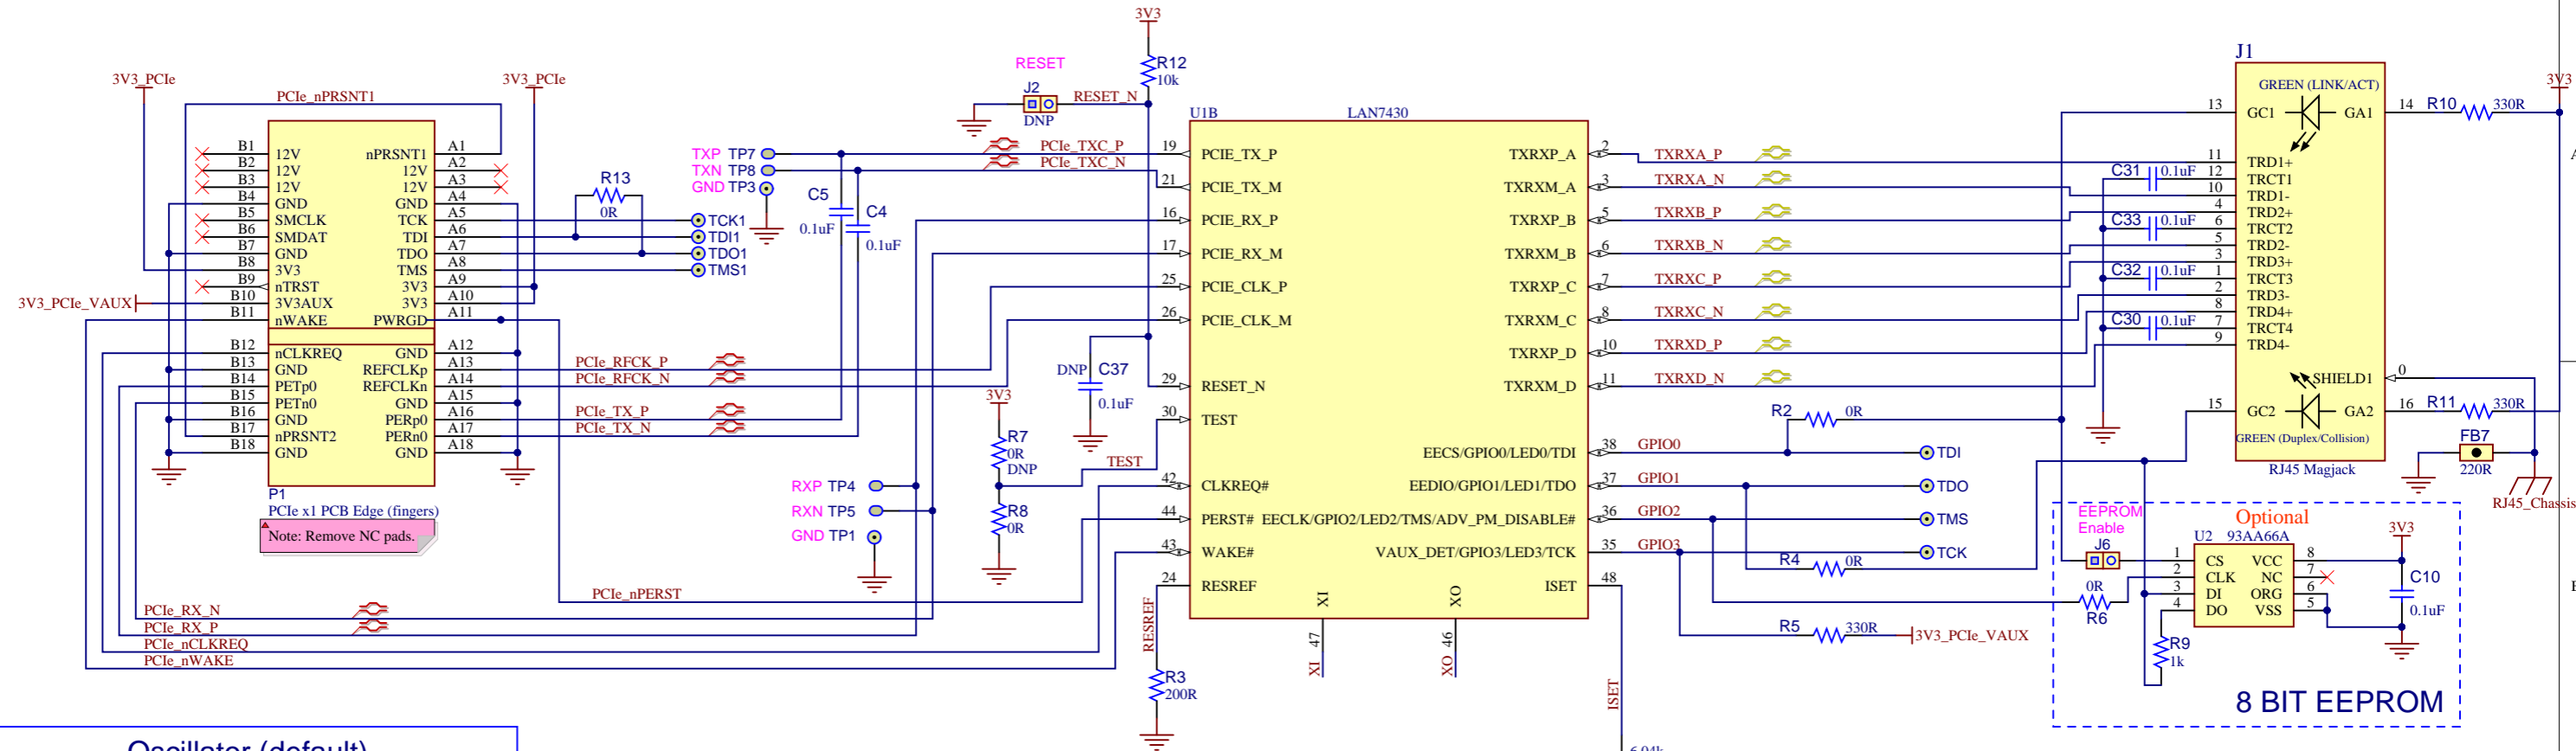 3V3_PCIe
3V3_PCIe
PCIe_nPRSNT1
B1 12V nPRSNT1 A1
B2 12V 12V A2
B3 12V 12V A3
B4 GND GND A4
B5 SMCLK TCK A5
B6 SMDAT TDI A6
B7 GND TDO A7
B8 3V3 TMS A8
B9 nTRST 3V3 A9
B10 3V3AUX 3V3 A10
B11 nWAKE PWRGD A11
B12 nCLKREQ GND A12
B13 GND REFCLKp A13
B14 PETp0 REFCLKn A14
B15 PETn0 GND A15
B16 GND PERp0 A16
B17 nPRSNT2 PERn0 A17
B18 GND GND A18
3V3_PCIe_VAUX
P1
PCIe x1 PCB Edge (fingers)
Note: Remove NC pads.
R13
0R
TCK1
TDI1
TDO1
TMS1
PCIe_RFCK_P
PCIe_RFCK_N
PCIe_TX_P
PCIe_TX_N
PCIe_nPERST
PCIe_RX_N
PCIe_RX_P
PCIe_nCLKREQ
PCIe_nWAKE
TXP TP7
TXN TP8
GND TP3
C5
0.1uF
C4
0.1uF
RXP TP4
RXN TP5
GND TP1
RESET
J2
DNP
RESET_N
3V3
R12
10k
PCIe_TXC_P
PCIe_TXC_N
DNP C37
0.1uF
3V3
R7
0R
DNP
R8
0R
TEST
RESREF
R3
200R
U1B LAN7430
19 PCIE_TX_P TXRXP_A 2
21 PCIE_TX_M TXRXM_A 3
16 PCIE_RX_P TXRXP_B 5
17 PCIE_RX_M TXRXM_B 6
25 PCIE_CLK_P TXRXP_C 7
26 PCIE_CLK_M TXRXM_C 8
TXRXP_D 10
29 RESET_N TXRXM_D 11
30 TEST
EECS/GPIO0/LED0/TDI 38
42 CLKREQ# EEDIO/GPIO1/LED1/TDO 37
44 PERST# EECLK/GPIO2/LED2/TMS/ADV_PM_DISABLE# 36
43 WAKE# VAUX_DET/GPIO3/LED3/TCK 35
24 RESREF ISET 48
XI XO
47 46
XI XO
ISET
6.04k
TXRXA_P
TXRXA_N
TXRXB_P
TXRXB_N
TXRXC_P
TXRXC_N
TXRXD_P
TXRXD_N
R2 0R
GPIO0 TDI
GPIO1 TDO
GPIO2 TMS
GPIO3 TCK
R4 0R
R5 330R 3V3_PCIe_VAUX
J1
GREEN (LINK/ACT)
13 GC1 GA1 14
R10 330R
3V3
11 TRD1+
C31 0.1uF 12 TRCT1
10 TRD1-
4 TRD2+
C33 0.1uF 6 TRCT2
5 TRD2-
3 TRD3+
C32 0.1uF 1 TRCT3
2 TRD3-
8 TRD4+
C30 0.1uF 7 TRCT4
9 TRD4-
SHIELD1 0
15 GC2 GA2 16
R11 330R
GREEN (Duplex/Collision)
RJ45 Magjack
FB7
220R
RJ45_Chassis
EEPROM
Enable
J6
Optional
U2 93AA66A
3V3
1 CS VCC 8
2 CLK NC 7
3 DI ORG 6
4 DO VSS 5
0R
R6
R9
1k
C10
0.1uF
8 BIT EEPROM
Oscillator (default)